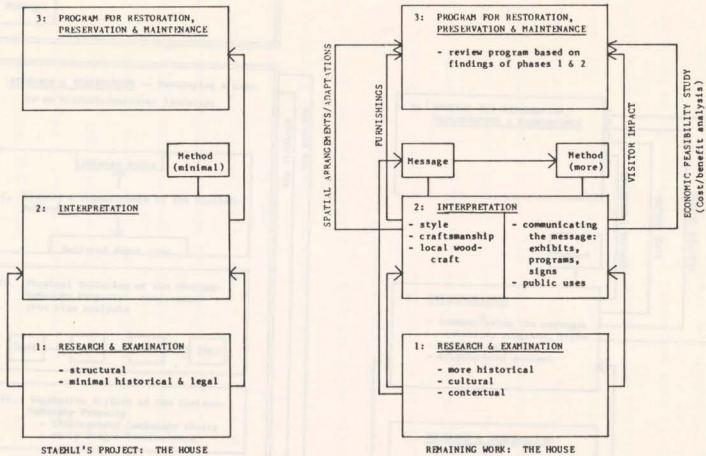 3: PROGRAM FOR RESTORATION,
PRESERVATION & MAINTENANCE
Method
(minimal)
2: INTERPRETATION
1: RESEARCH & EXAMINATION
- structural
- minimal historical & legal
STAEHLI'S PROJECT: THE HOUSE
3: PROGRAM FOR RESTORATION,
PRESERVATION & MAINTENANCE
- review program based on
findings of phases 1 & 2
SPATIAL ARRANGEMENTS/ADAPTATIONS
FURNISHINGS
VISITOR IMPACT
ECONOMIC FEASIBILITY STUDY
(Cost/benefit analysis)
Message
Method
(more)
2: INTERPRETATION
- style
- craftsmanship
- local wood-
craft
- communicating
the message:
exhibits,
programs,
signs
- public uses
1: RESEARCH & EXAMINATION
- more historical
- cultural
- contextual
REMAINING WORK: THE HOUSE